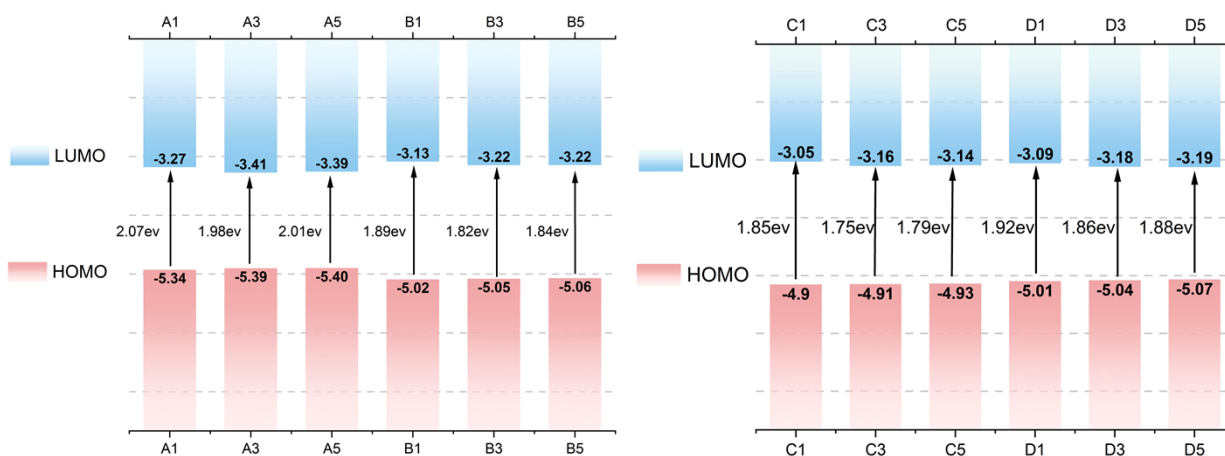 A1 A3 A5 B1 B3 B5
LUMO
-3.27 -3.41 -3.39 -3.13 -3.22 -3.22
2.07ev 1.98ev 2.01ev 1.89ev 1.82ev 1.84ev
HOMO
-5.34 -5.39 -5.40 -5.02 -5.05 -5.06
A1 A3 A5 B1 B3 B5
C1 C3 C5 D1 D3 D5
LUMO
-3.05 -3.16 -3.14 -3.09 -3.18 -3.19
1.85ev 1.75ev 1.79ev 1.92ev 1.86ev 1.88ev
HOMO
-4.9 -4.91 -4.93 -5.01 -5.04 -5.07
C1 C3 C5 D1 D3 D5